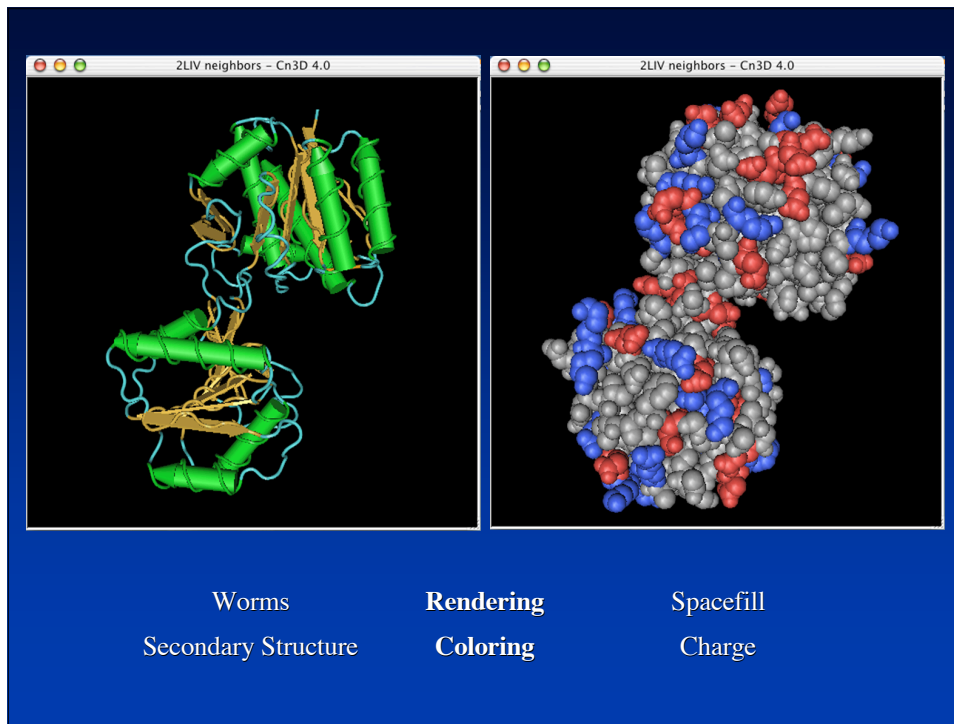 2LIV neighbors – Cn3D 4.0
2LIV neighbors – Cn3D 4.0
Worms Rendering Spacefill
Secondary Structure Coloring Charge